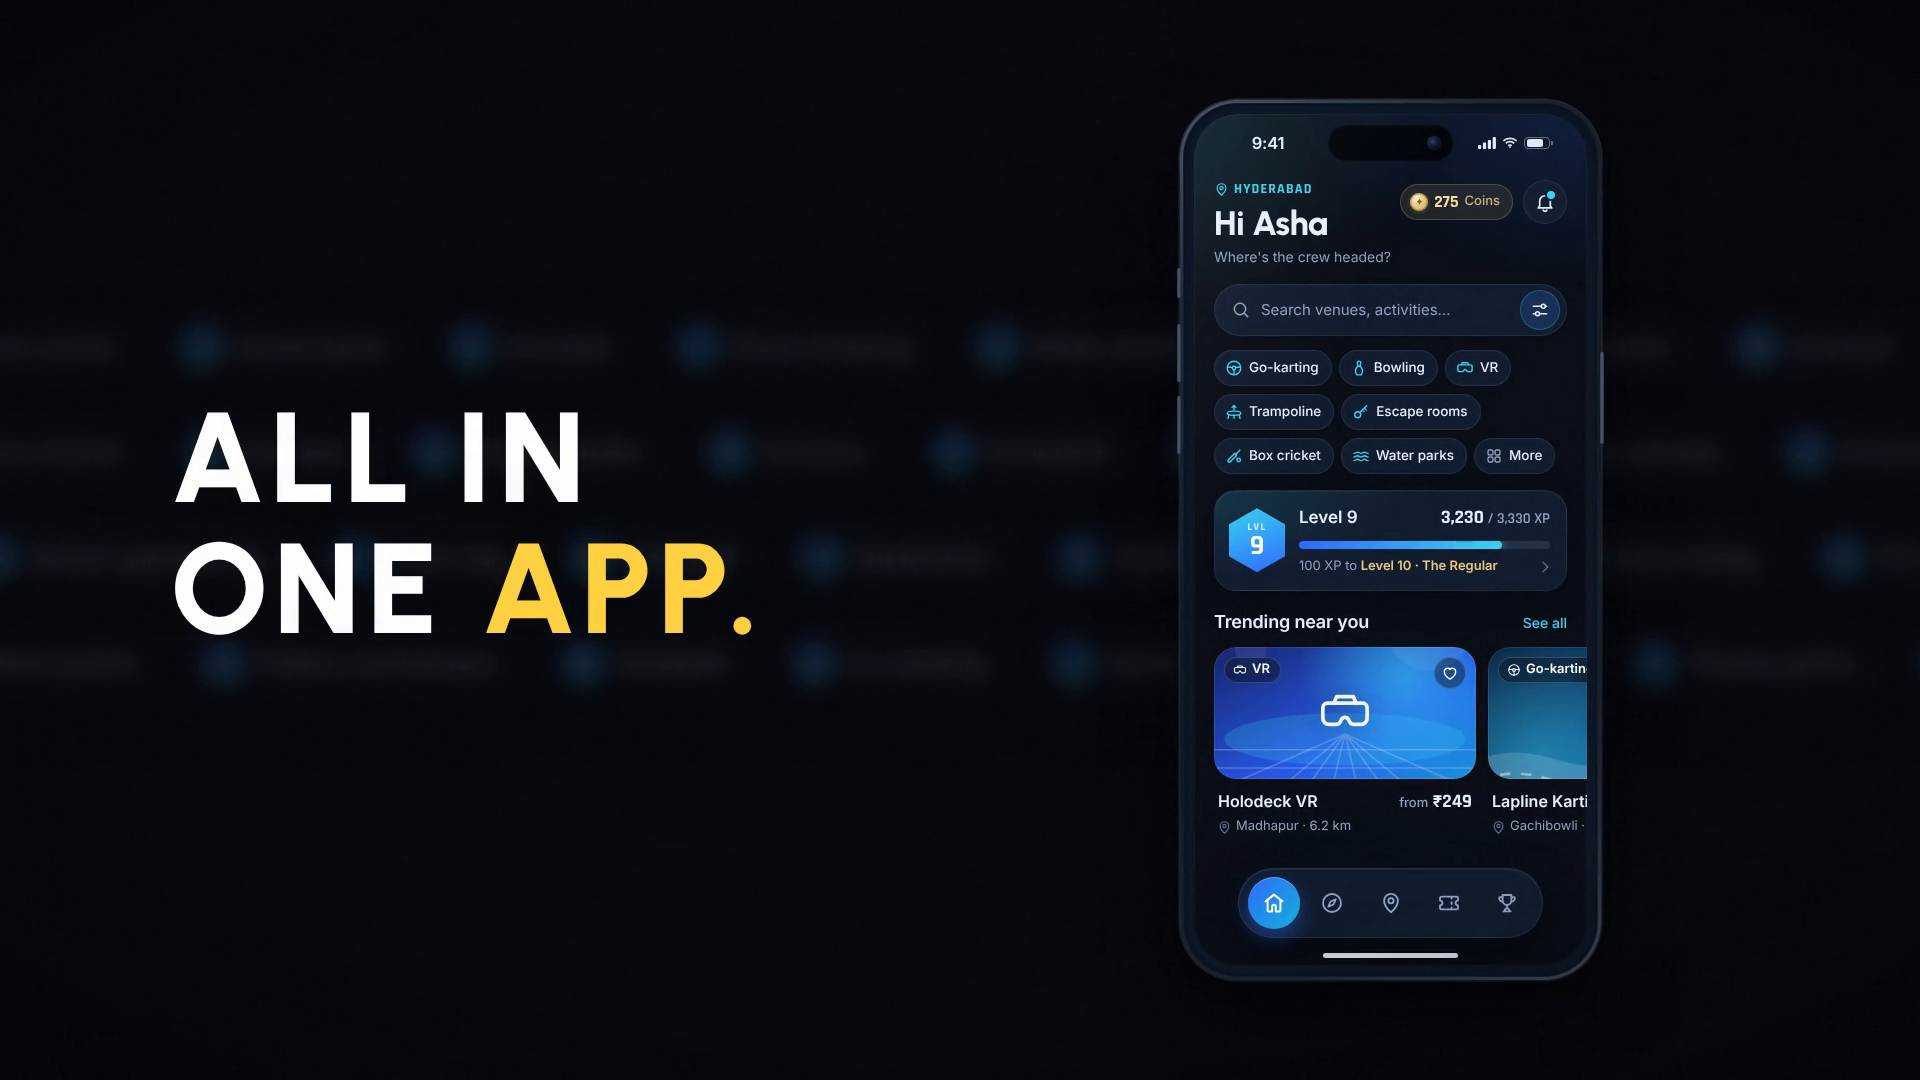 ALL IN
ONE APP.
9:41
HYDERABAD
275 Coins
Hi Asha
Where's the crew headed?
Search venues, activities...
Go-karting
Bowling
VR
Trampoline
Escape rooms
Box cricket
Water parks
More
LVL
9
Level 9
3,230 / 3,330 XP
100 XP to Level 10 · The Regular
Trending near you
See all
VR
Go-kartin
Holodeck VR
from ₹249
Madhapur · 6.2 km
Lapline Karti
Gachibowli ·